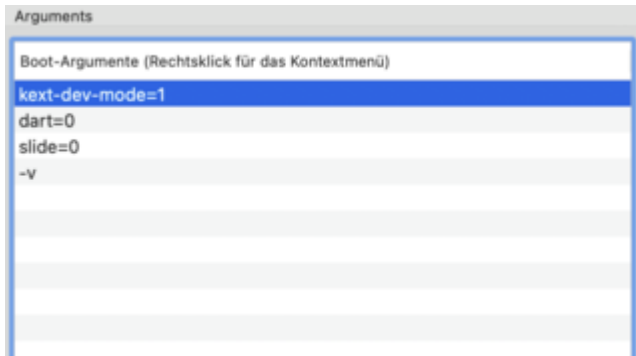 Arguments
Boot-Argumente (Rechtsklick für das Kontextmenü)
kext-dev-mode=1
dart=0
slide=0
-v